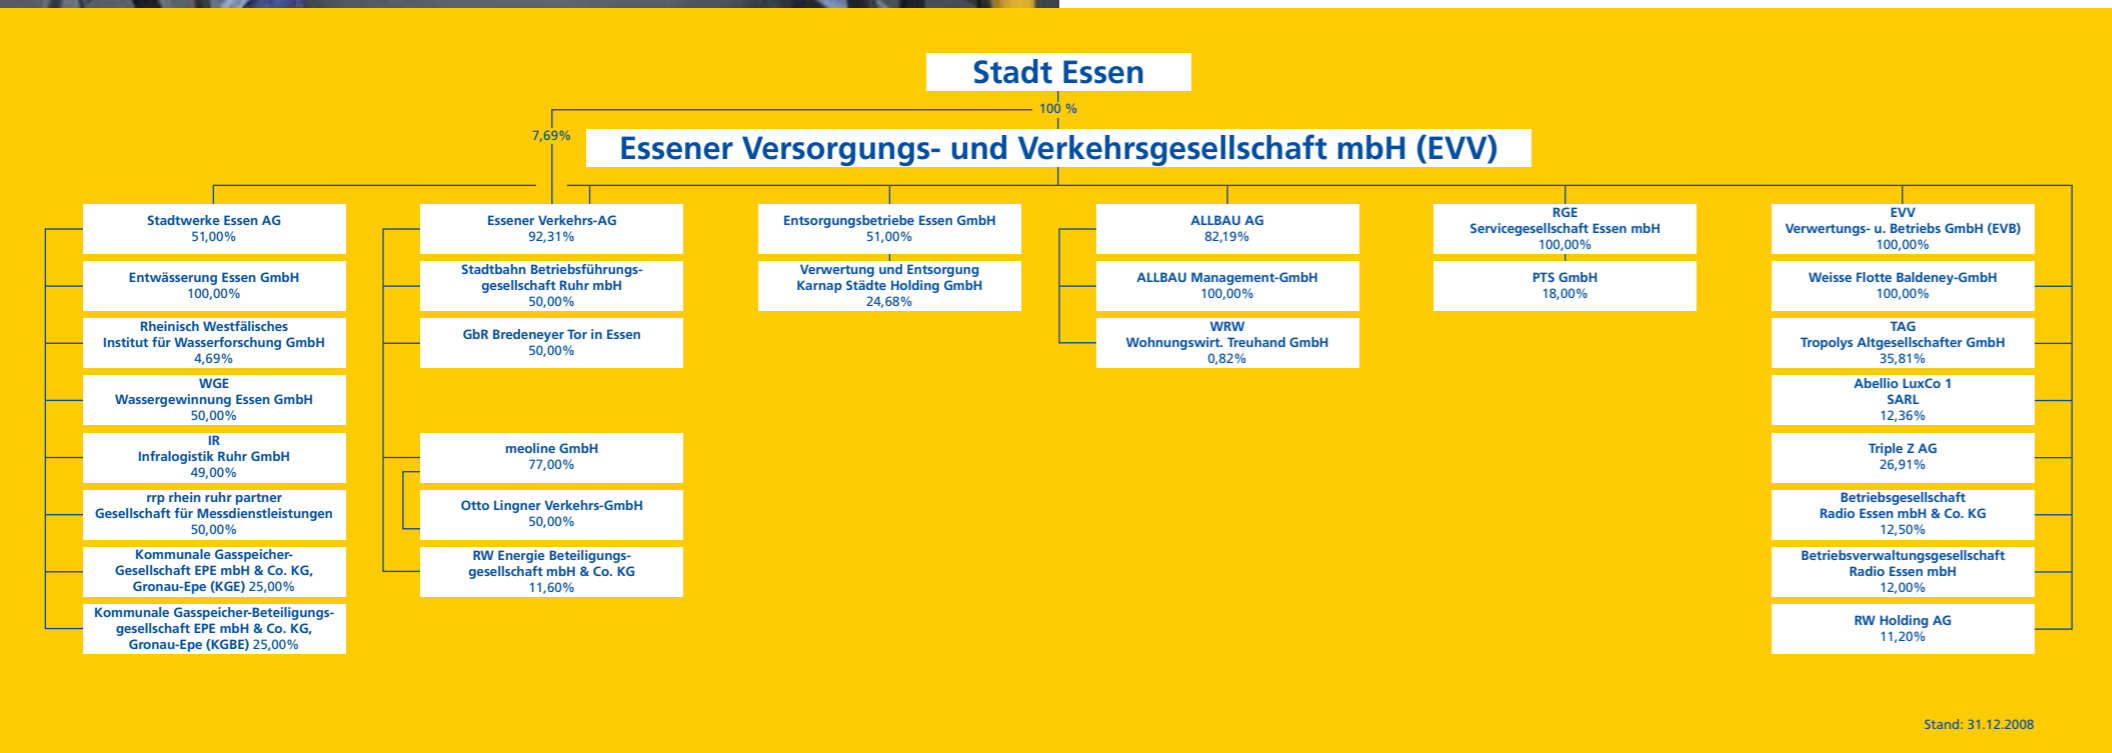 Stadt Essen
100 %
7,69%
Essener Versorgungs- und Verkehrsgesellschaft mbH (EVV)
Stadtwerke Essen AG
51,00%
Entwässerung Essen GmbH
100,00%
Rheinisch Westfälisches
Institut für Wasserforschung GmbH
4,69%
WGE
Wassergewinnung Essen GmbH
50,00%
IR
Infralogistik Ruhr GmbH
49,00%
rrp rhein ruhr partner
Gesellschaft für Messdienstleistungen
50,00%
Kommunale Gasspeicher-
Gesellschaft EPE mbH & Co. KG,
Gronau-Epe (KGE) 25,00%
Kommunale Gasspeicher-Beteiligungs-
gesellschaft EPE mbH & Co. KG,
Gronau-Epe (KGBE) 25,00%
Essener Verkehrs-AG
92,31%
Stadtbahn Betriebsführungs-
gesellschaft Ruhr mbH
50,00%
GbR Bredeneyer Tor in Essen
50,00%
meoline GmbH
77,00%
Otto Lingner Verkehrs-GmbH
50,00%
RW Energie Beteiligungs-
gesellschaft mbH & Co. KG
11,60%
Entsorgungsbetriebe Essen GmbH
51,00%
Verwertung und Entsorgung
Karnap Städte Holding GmbH
24,68%
ALLBAU AG
82,19%
ALLBAU Management-GmbH
100,00%
WRW
Wohnungswirt. Treuhand GmbH
0,82%
RGE
Servicegesellschaft Essen mbH
100,00%
PTS GmbH
18,00%
EVV
Verwertungs- u. Betriebs GmbH (EVB)
100,00%
Weisse Flotte Baldeney-GmbH
100,00%
TAG
Tropolys Altgesellschafter GmbH
35,81%
Abellio LuxCo 1
SARL
12,36%
Triple Z AG
26,91%
Betriebsgesellschaft
Radio Essen mbH & Co. KG
12,50%
Betriebsverwaltungsgesellschaft
Radio Essen mbH
12,00%
RW Holding AG
11,20%
Stand: 31.12.2008